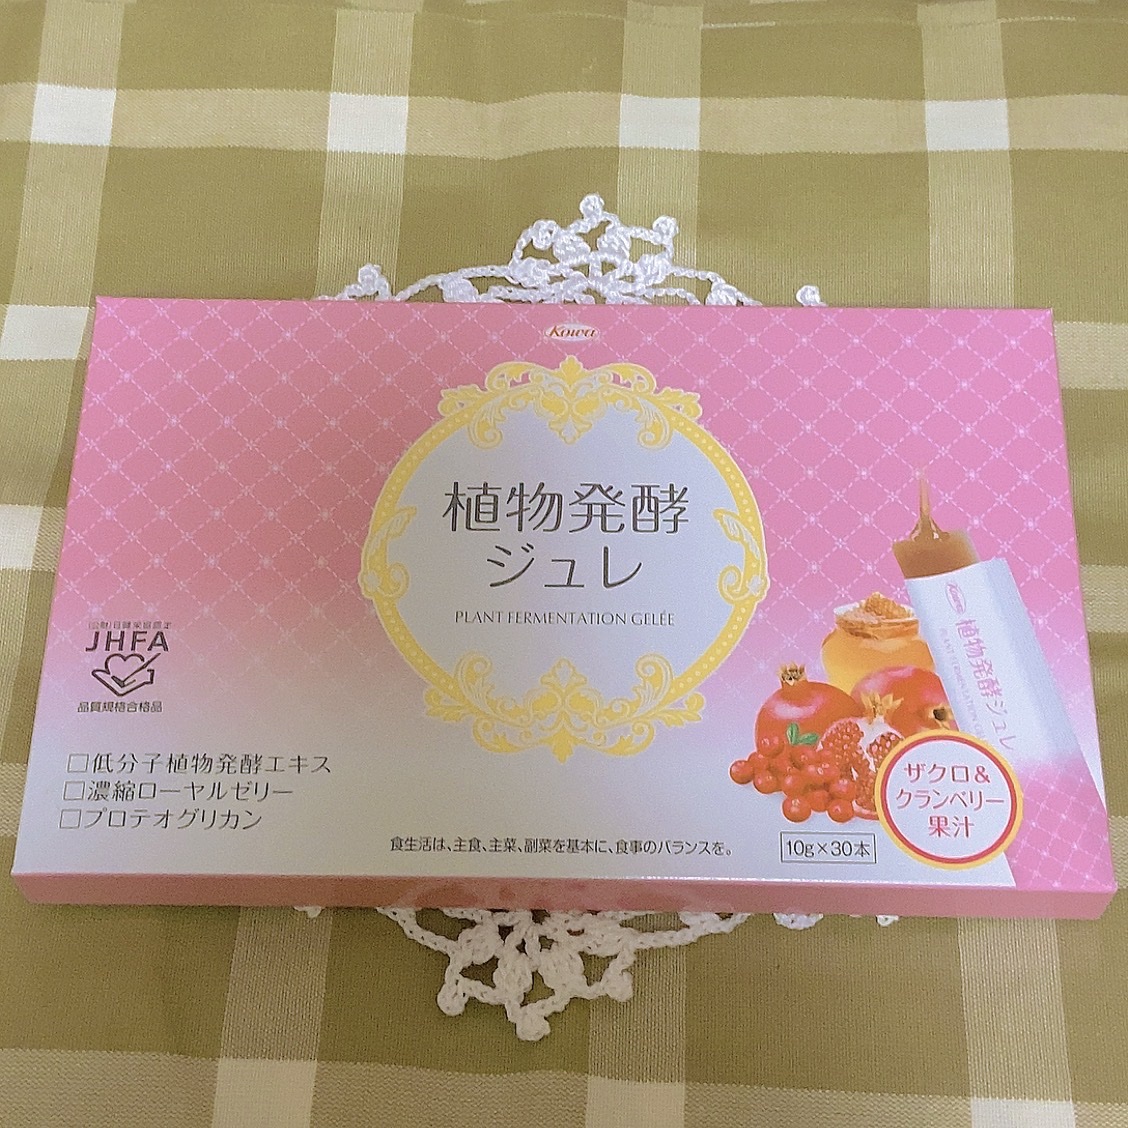 Kowa
植物発酵
ジュレ
PLANT FERMENTATION GELÉE
JHFA
品質規格合格品
□低分子植物発酵エキス
□濃縮ローヤルゼリー
□プロテオグリカン
食生活は、主食、主菜、副菜を基本に、食事のバランスを。
10g×30本
Kowa
植物発酵ジュレ
PLANT FERMENTATION
ザクロ&
クランベリー
果汁